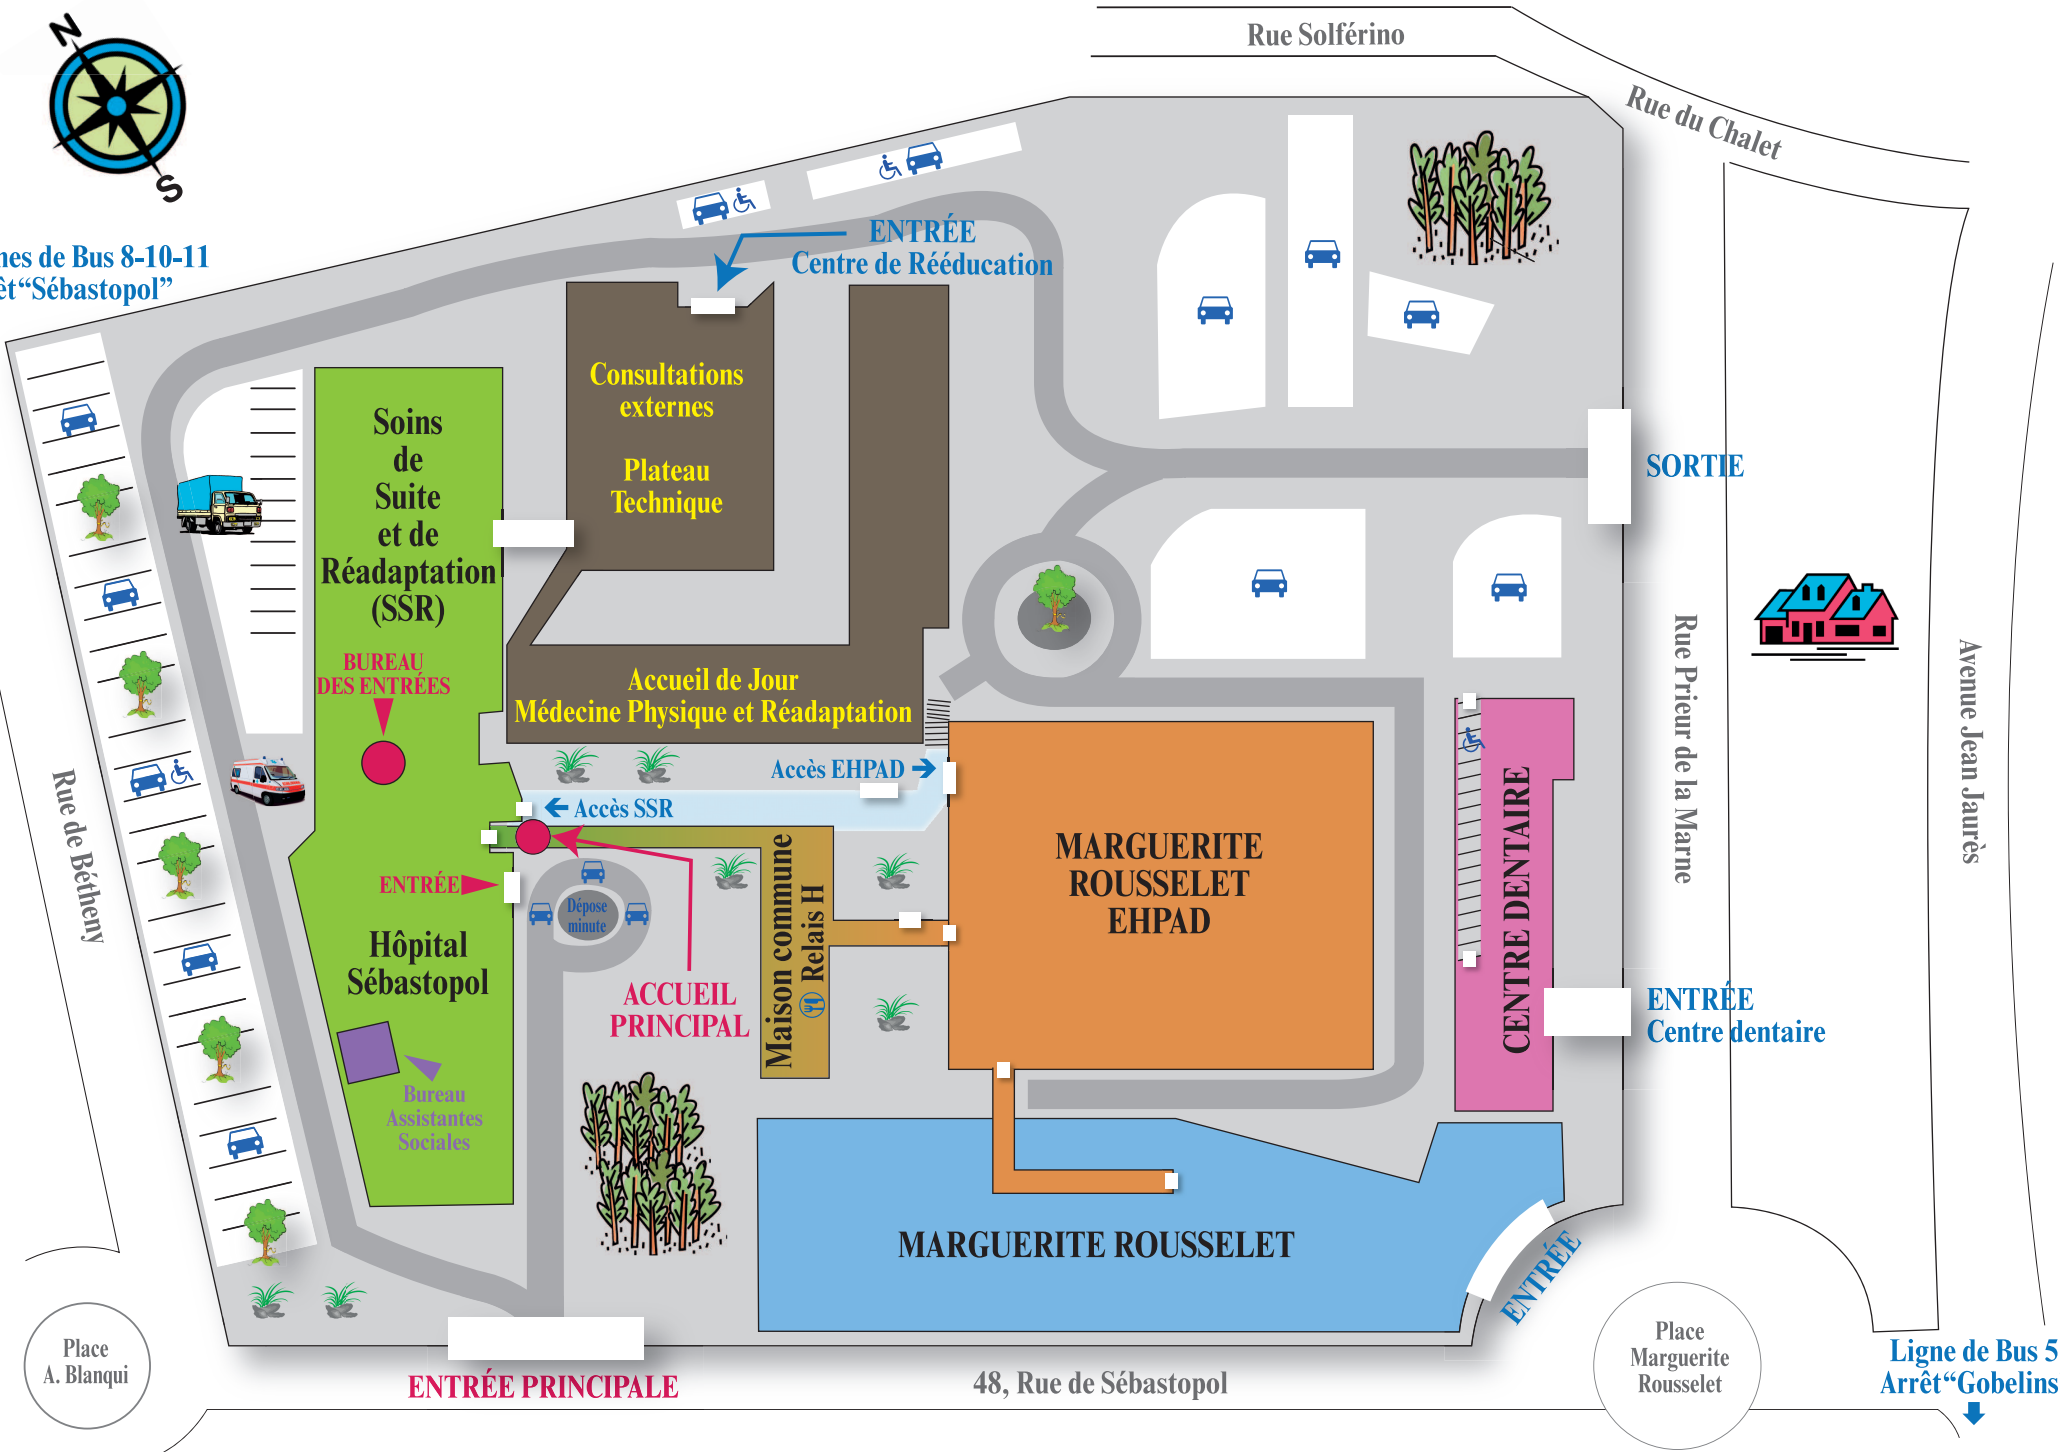 N
S
Rue Solférino
Rue du Chalet
de Bus 8-10-11
“Sébastopol”
ENTRÉE
Centre de Rééducation
Consultations
externes
Plateau
Technique
Soins
de
Suite
et de
Réadaptation
(SSR)
SORTIE
BUREAU
DES ENTRÉES
Accueil de Jour
Médecine Physique et Réadaptation
Rue Prieur de la Marne
Avenue Jean Jaurès
Rue de Bétheny
Accès EHPAD
Accès SSR
MARGUERITE
ROUSSELET
EHPAD
CENTRE DENTAIRE
ENTRÉE
Dépose
minute
Maison commune
Relais H
Hôpital
Sébastopol
ACCUEIL
PRINCIPAL
ENTRÉE
Centre dentaire
Bureau
Assistantes
Sociales
MARGUERITE ROUSSELET
ENTRÉE
Place
A. Blanqui
ENTRÉE PRINCIPALE
48, Rue de Sébastopol
Place
Marguerite
Rousselet
Ligne de Bus 5
Arrêt“Gobelins